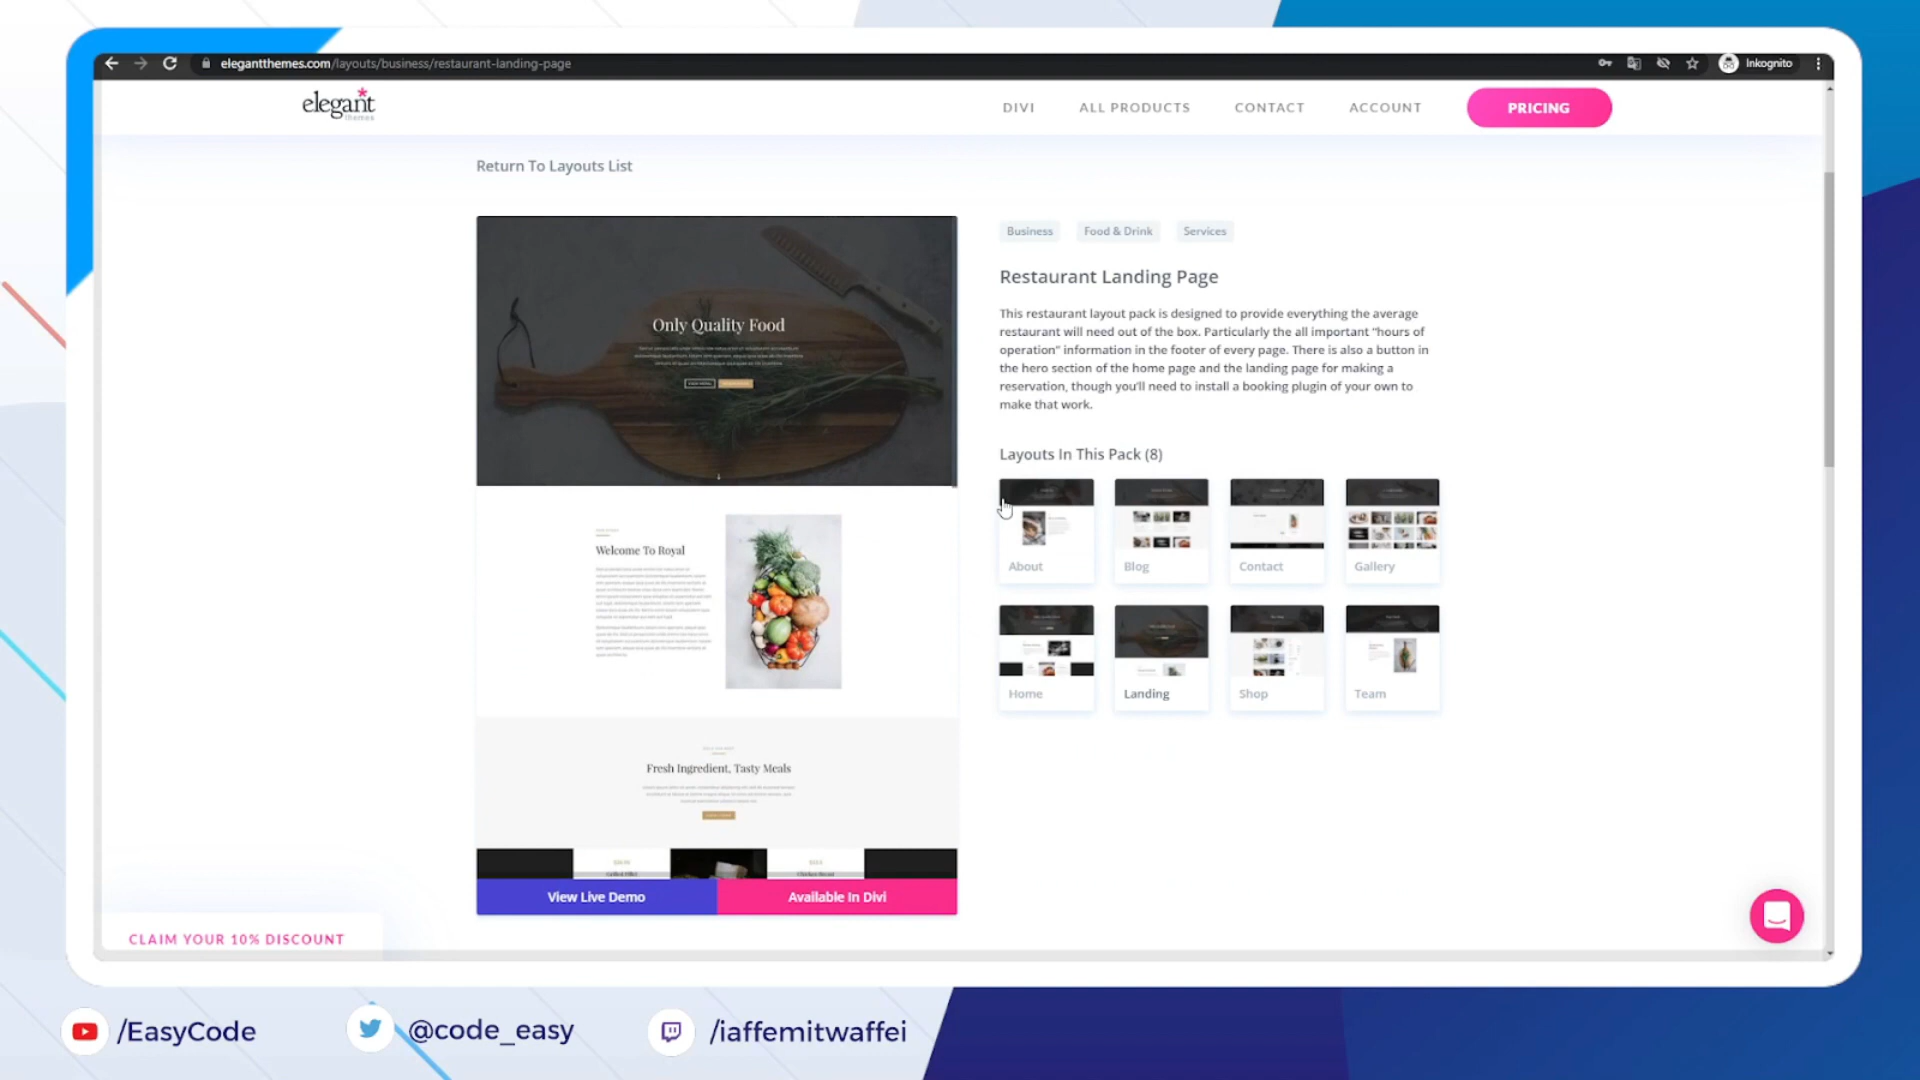 elegantthemes.com/layouts/business/restaurant-landing-page
Inkognito
elegant
themes
DIVI
ALL PRODUCTS
CONTACT
ACCOUNT
PRICING
Return To Layouts List
Only Quality Food
Welcome To Royal
Fresh Ingredient, Tasty Meals
View Live Demo
Available In Divi
Business
Food & Drink
Services
Restaurant Landing Page
This restaurant layout pack is designed to provide everything the average
restaurant will need out of the box. Particularly the all important “hours of
operation” information in the footer of every page. There is also a button in
the hero section of the home page and the landing page for making a
reservation, though you’ll need to install a booking plugin of your own to
make that work.
Layouts In This Pack (8)
About
Blog
Contact
Gallery
Home
Landing
Shop
Team
CLAIM YOUR 10% DISCOUNT
/EasyCode
@code_easy
/iaffemitwaffei